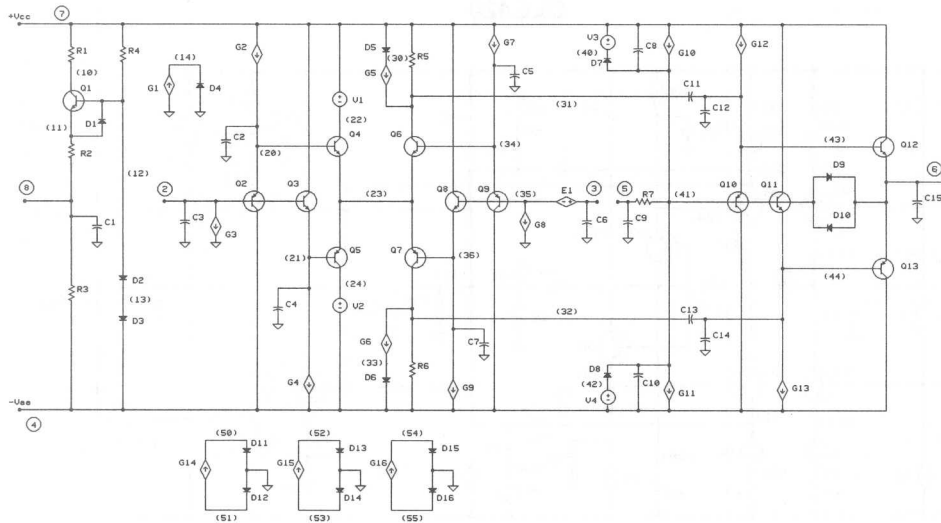 +Vcc 7 V3 G7 C8 G10 G12
R1 R4 G2 D5 (30) R5 (40) D7
(10) (14) G5 C5
Q1 G1 D4 V1 C11
(22) (31) C12
D1 C2 Q4 Q6
(11) (20) (34) (43) Q12
R2 (12) D9
8 2 Q2 Q3 (23) Q8 Q9 (35) E1 3 5 R7 (41) Q10 Q11 6
C1 C3 G3 G8 C6 C9 D10 C15
Q5 Q7
(21) (36) Q13
D2 (24) (44)
R3 (13) C4 V2 C13
D3 G6 (32) C14
C7
(33) R6 D8
D6 (42) C10
G4 G9 V4 G11 G13
-Vee
4
(50) (52) (54)
D11 D13 D15
G14 G15 G16
D12 D14 D16
(51) (53) (55)